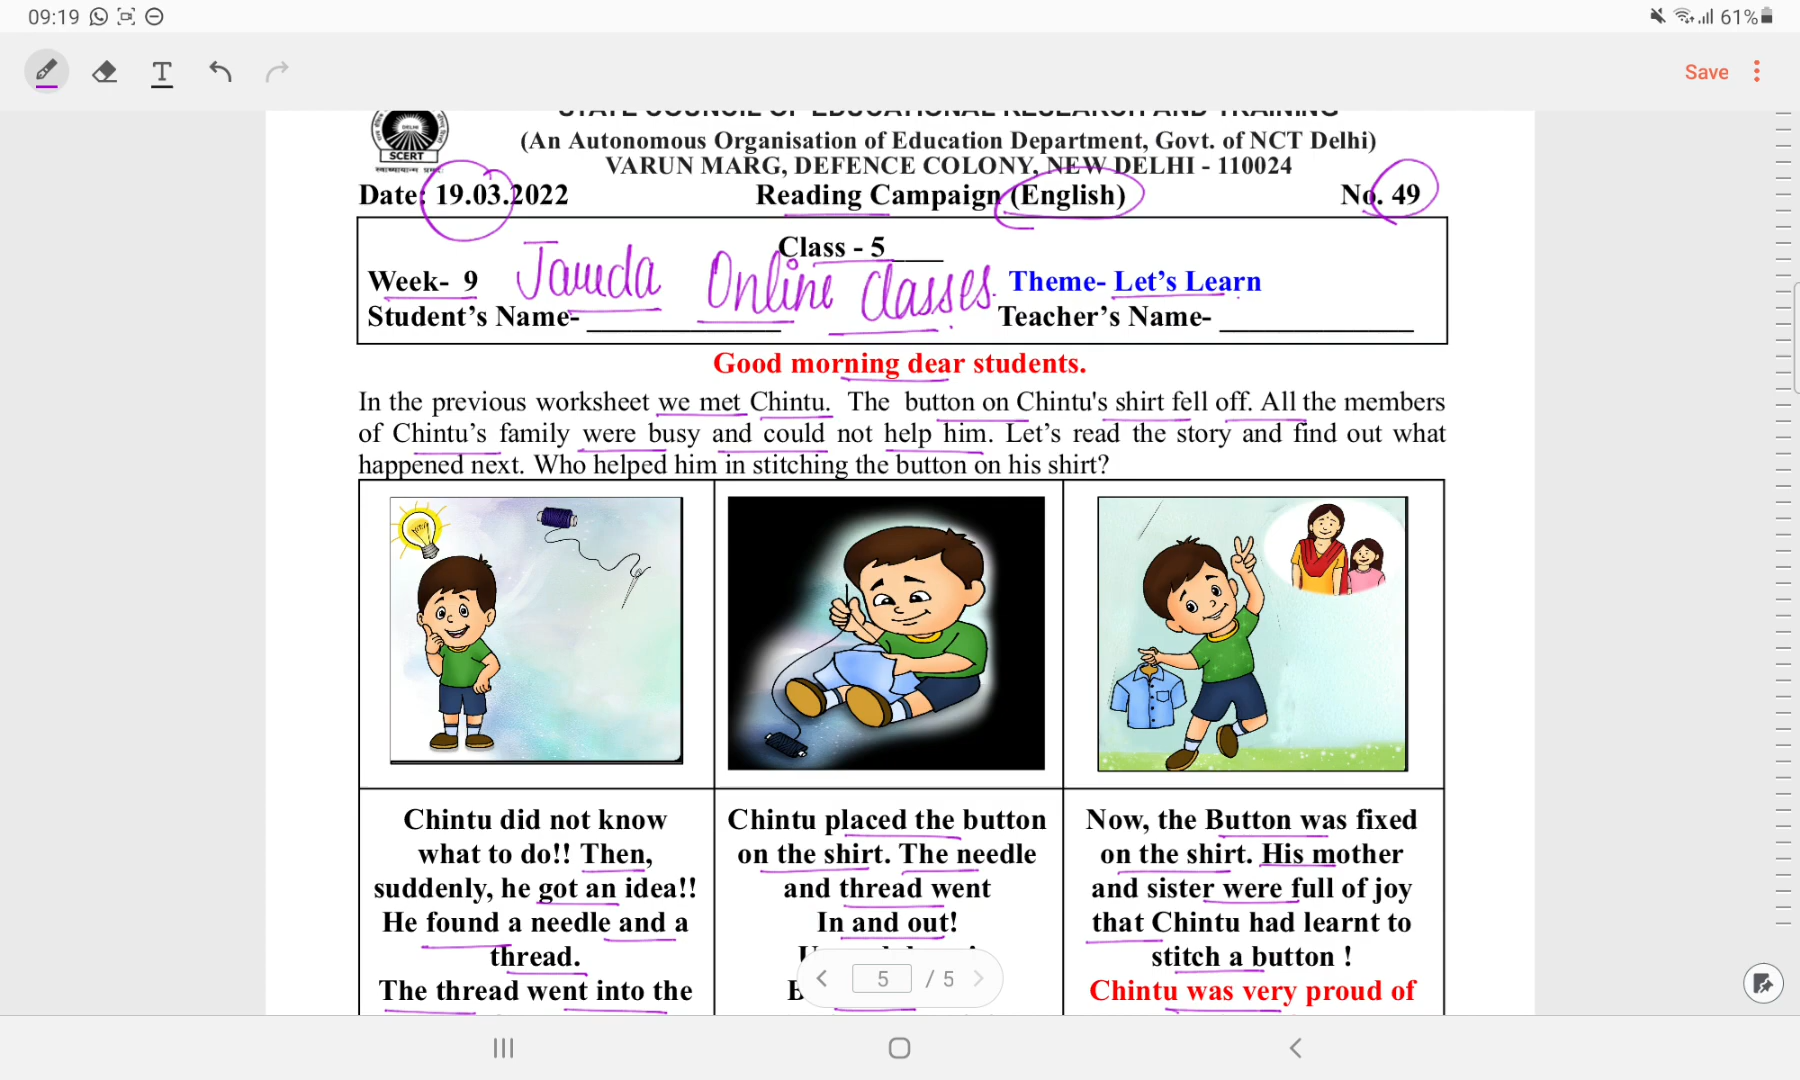 09:19
61%
T
Save
STATE COUNCIL OF EDUCATIONAL RESEARCH AND TRAINING
(An Autonomous Organisation of Education Department, Govt. of NCT Delhi)
VARUN MARG, DEFENCE COLONY, NEW DELHI - 110024
DELHI
SCERT
Date: 19.03.2022 Reading Campaign (English) No. 49
Class - 5
Week- 9 Online Classes. Theme- Let’s Learn
Student’s Name- Teacher’s Name-
Good morning dear students.
In the previous worksheet we met Chintu. The button on Chintu's shirt fell off. All the members
of Chintu’s family were busy and could not help him. Let’s read the story and find out what
happened next. Who helped him in stitching the button on his shirt?
Chintu did not know
what to do!! Then,
suddenly, he got an idea!!
He found a needle and a
thread.
The thread went into the
Chintu placed the button
on the shirt. The needle
and thread went
In and out!
Now, the Button was fixed
on the shirt. His mother
and sister were full of joy
that Chintu had learnt to
stitch a button !
Chintu was very proud of
5 / 5